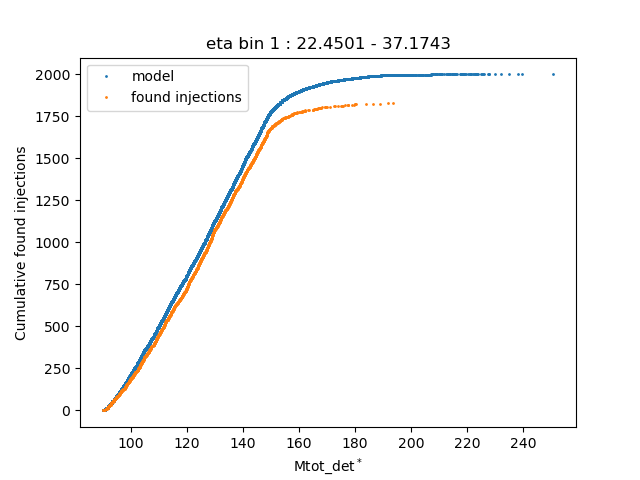 eta bin 1 : 22.4501 - 37.1743
model
found injections
2000
1750
1500
1250
1000
750
500
250
0
Cumulative found injections
100 120 140 160 180 200 220 240
Mtot_det*